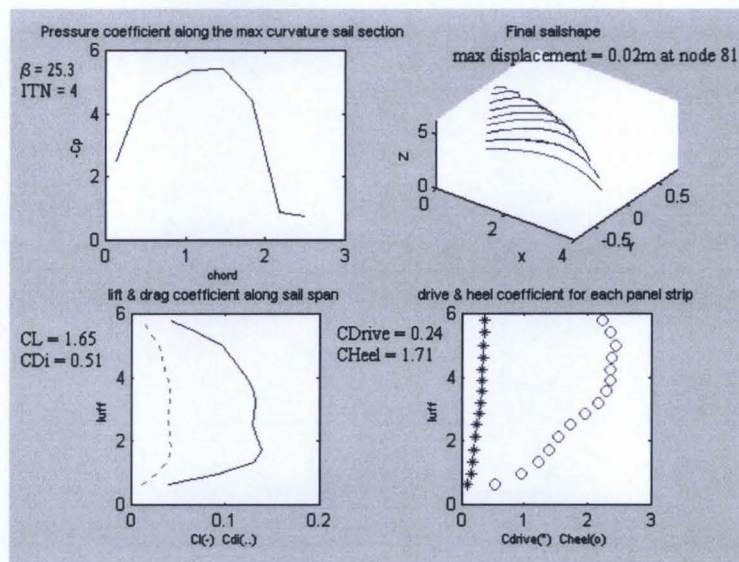 Pressure coefficient along the max curvature sail section
β = 25.3
ITN = 4
6
4
2
0
-Cp
0
1
2
3
chord
Final sailshape
max displacement = 0.02m at node 81
5
0
Z
0
2
4
x
-0.5
0
0.5
Y
lift & drag coefficient along sail span
CL = 1.65
CDi = 0.51
6
4
2
0
luff
0
0.1
0.2
Cl(-) Cdi(..)
drive & heel coefficient for each panel strip
CDrive = 0.24
CHeel = 1.71
6
4
2
0
luff
0
1
2
3
Cdrive(*) Cheel(o)